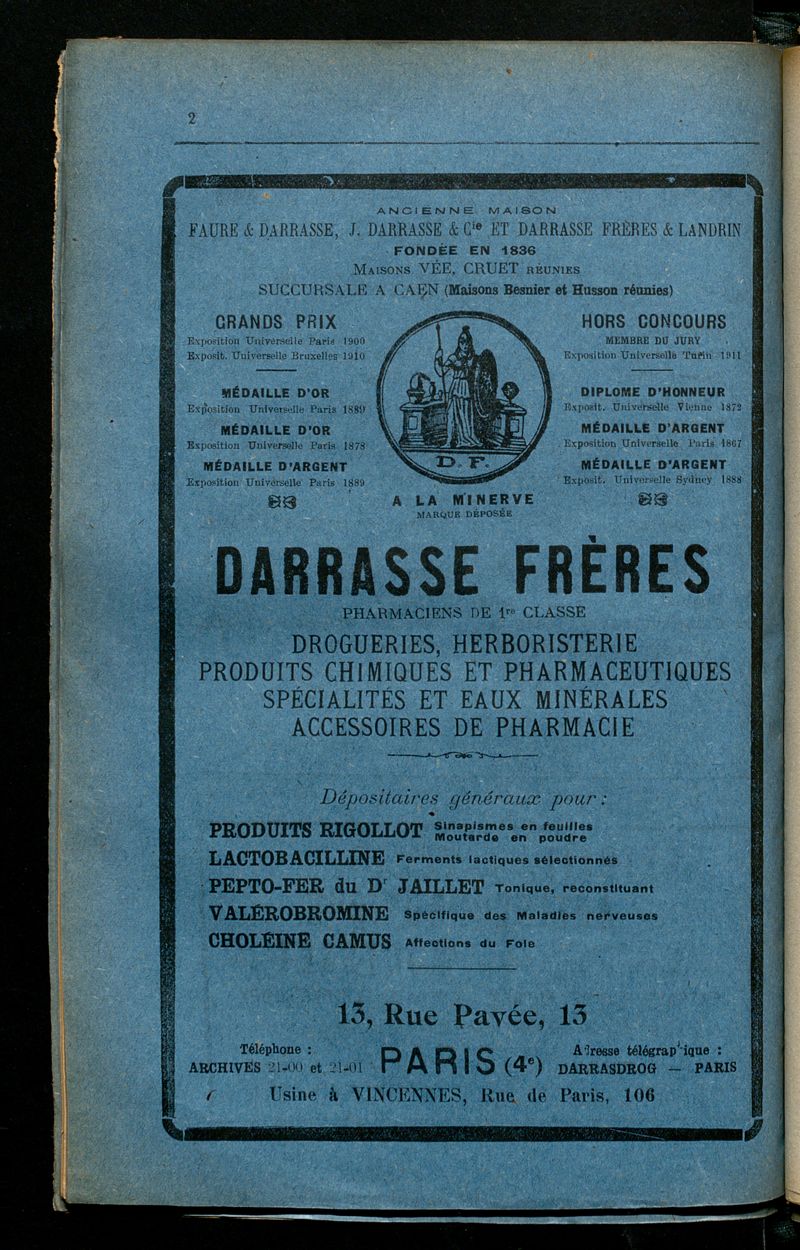 2
ANCIENNE MAISON
FAURE & DARRASSE, J. DARRASSE & Cie ET DARRASSE FRÈRES & LANDRIN
FONDÉE EN 1836
MAISONS VÉE, CRUET RÉUNIES
SUCCURSALE A CAEN (Maisons Besnier et Husson réunies)
GRANDS PRIX
Exposition Universelle Paris 1900
Exposit. Universelle Bruxelles 1910
MÉDAILLE D'OR
Exposition Universelle Paris 1889
MÉDAILLE D'OR
Exposition Universelle Paris 1878
MÉDAILLE D'ARGENT
Exposition Universelle Paris 1889
D. F.
A LA MINERVE
MARQUE DÉPOSÉE
HORS CONCOURS
MEMBRE DU JURY
Exposition Universelle Turin 1911
DIPLOME D'HONNEUR
Exposit. Universelle Vienne 1872
MÉDAILLE D'ARGENT
Exposition Universelle Paris 1867
MÉDAILLE D'ARGENT
Exposit. Universelle Sydney 1888
DARRASSE FRÈRES
PHARMACIENS DE 1re CLASSE
DROGUERIES, HERBORISTERIE
PRODUITS CHIMIQUES ET PHARMACEUTIQUES
SPÉCIALITÉS ET EAUX MINÉRALES
ACCESSOIRES DE PHARMACIE
Dépositaires généraux pour :
PRODUITS RIGOLLOT Sinapismes en feuilles
Moutarde en poudre
LACTOBACILLINE Ferments lactiques sélectionnés
PEPTO-FER du Dr JAILLET Tonique, reconstituant
VALÉROBROMINE Spécifique des Maladies nerveuses
CHOLÉINE CAMUS Affections du Foie
13, Rue Pavée, 13
Téléphone :
ARCHIVES 21-00 et 21-01
PARIS (4e)
Adresse télégraphique :
DARRASDROG — PARIS
Usine à VINCENNES, Rue de Paris, 106